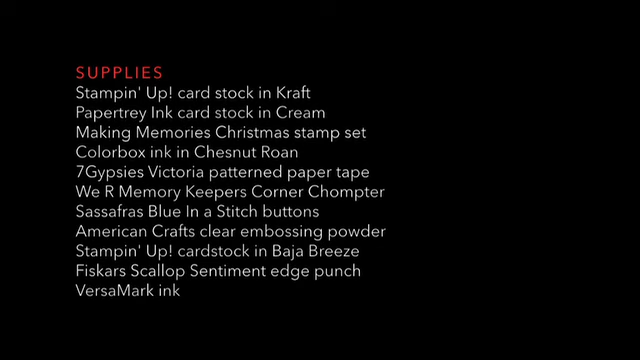 SUPPLIES
Stampin' Up! card stock in Kraft
Papertrey Ink card stock in Cream
Making Memories Christmas stamp set
Colorbox ink in Chesnut Roan
7Gypsies Victoria patterned paper tape
We R Memory Keepers Corner Chompter
Sassafras Blue In a Stitch buttons
American Crafts clear embossing powder
Stampin' Up! cardstock in Baja Breeze
Fiskars Scallop Sentiment edge punch
VersaMark ink